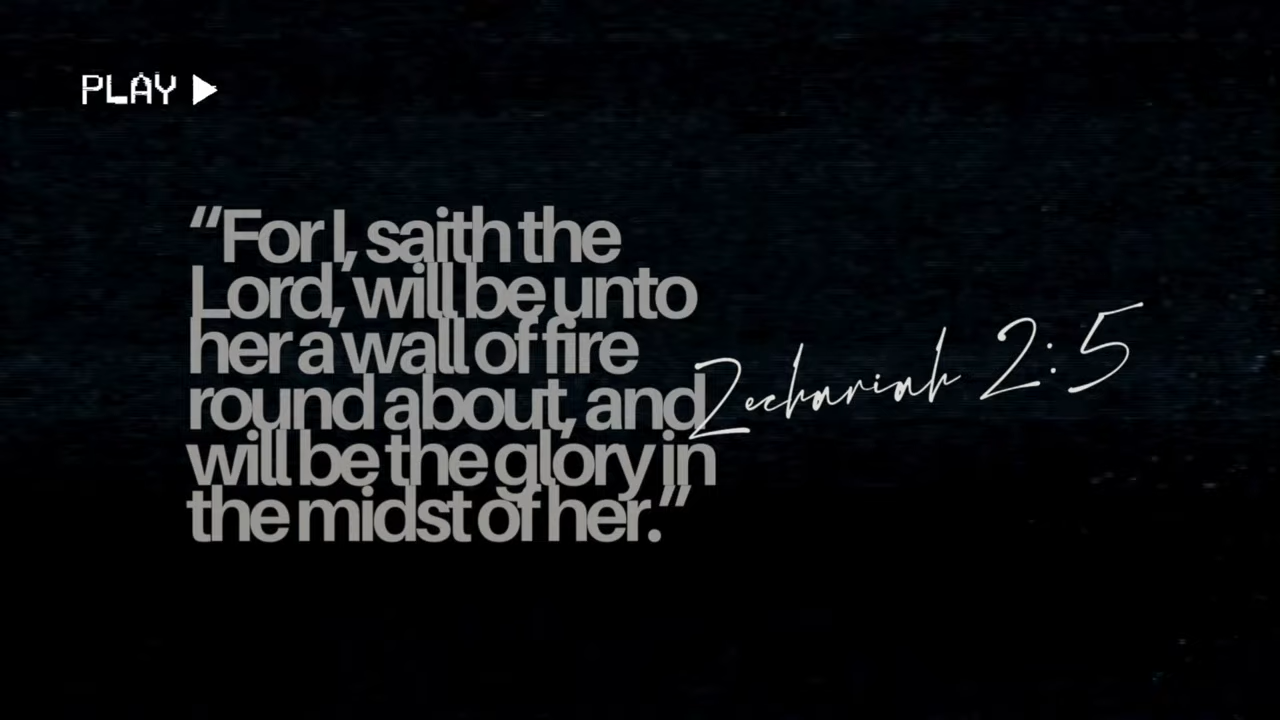 PLAY
“For I, saith the
Lord, will be unto
her a wall of fire
round about, and
will be the glory in
the midst of her.”
Zechariah 2:5